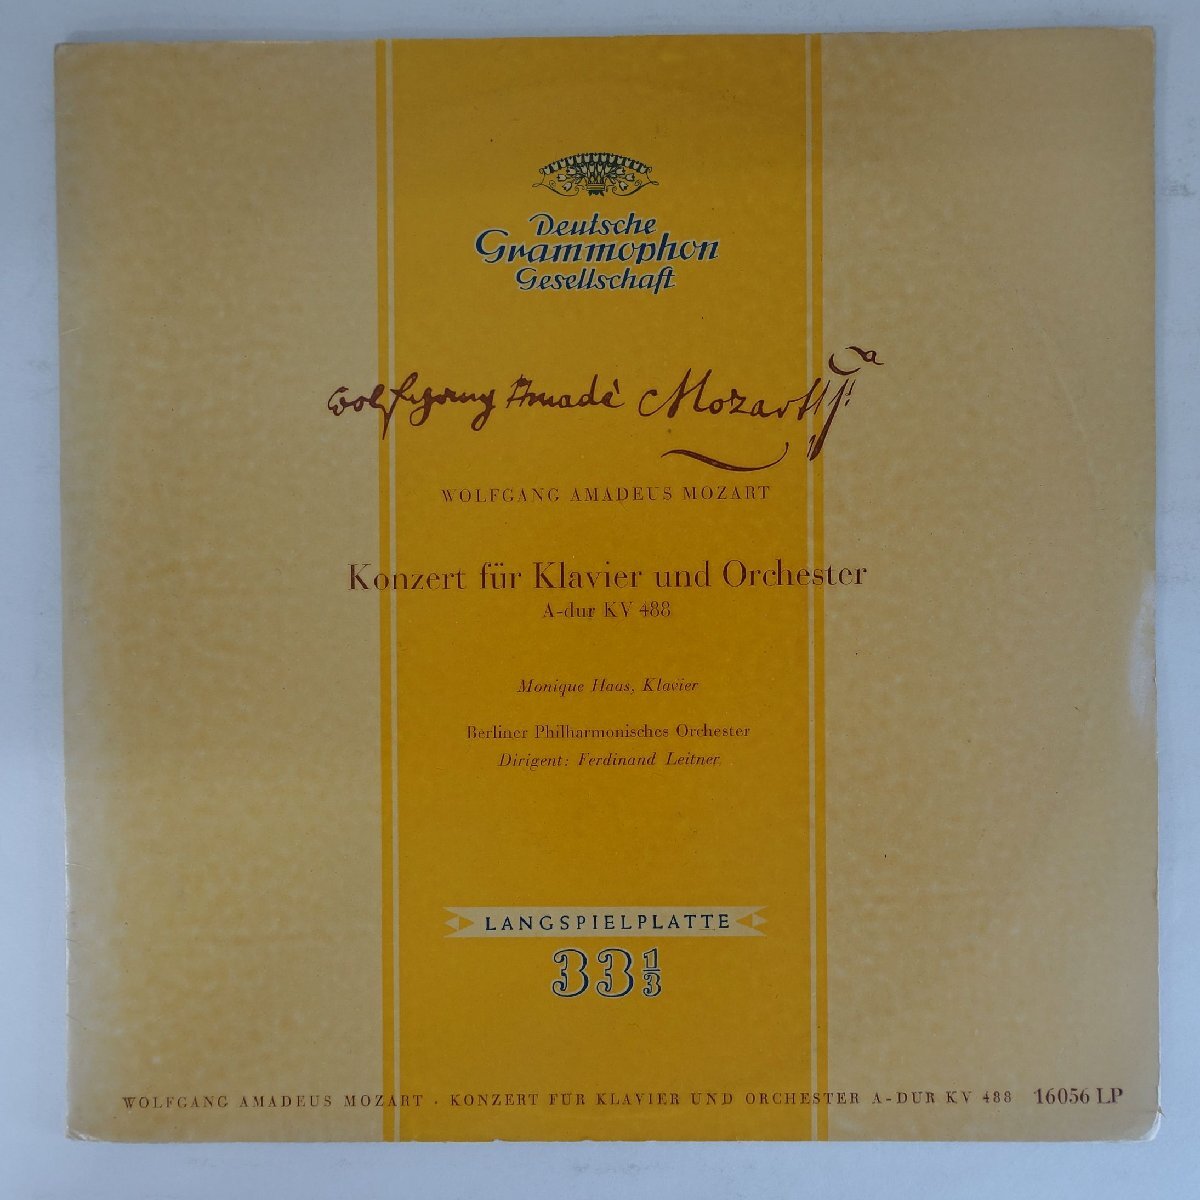 Deutsche
Grammophon
Gesellschaft
Wolfgang Amadè Mozart
WOLFGANG AMADEUS MOZART
Konzert für Klavier und Orchester
A-dur KV 488
Monique Haas, Klavier
Berliner Philharmonisches Orchester
Dirigent: Ferdinand Leitner
LANGSPIELPLATTE
33 1/3
WOLFGANG AMADEUS MOZART · KONZERT FÜR KLAVIER UND ORCHESTER A-DUR KV 488 16056 LP